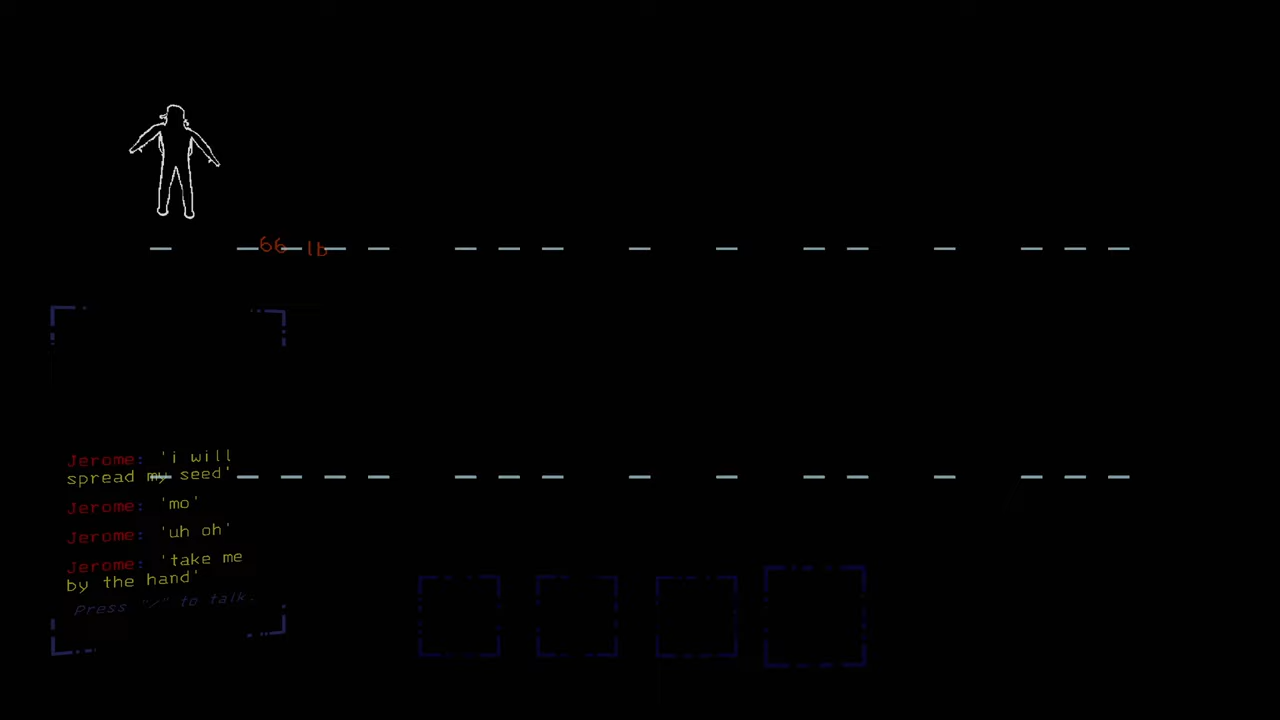 66 lb
Jerome: 'i will
spread my seed'
Jerome: 'mo'
Jerome: 'uh oh'
Jerome: 'take me
by the hand'
Press "/" to talk.